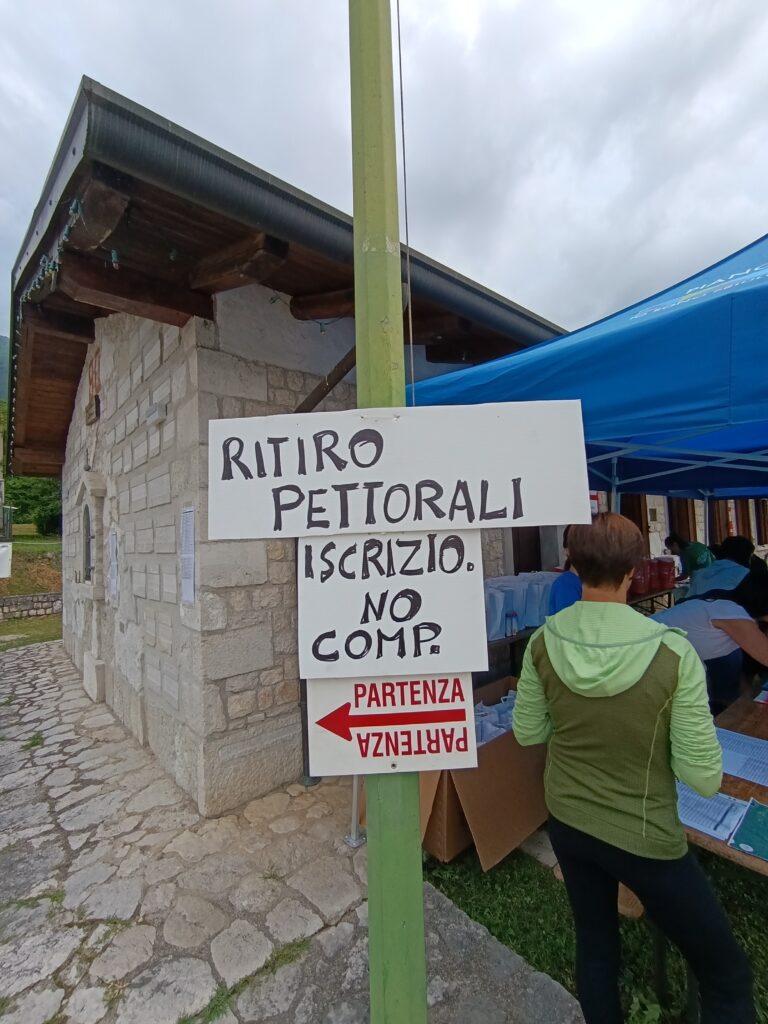 RITIRO
PETTORALI
ISCRIZIO.
NO
COMP.
PARTENZA
PARTENZA